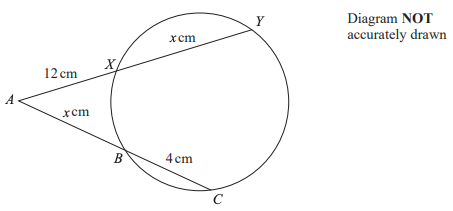 Y
Diagram NOT
accurately drawn
x cm
X
12 cm
A
x cm
B
4 cm
C